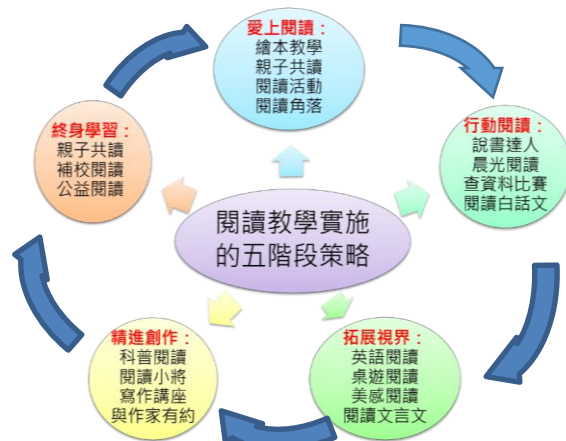 愛上閱讀：
繪本教學
親子共讀
閱讀活動
閱讀角落
行動閱讀：
說書達人
晨光閱讀
查資料比賽
閱讀白話文
拓展視界：
英語閱讀
桌遊閱讀
美感閱讀
閱讀文言文
精進創作：
科普閱讀
閱讀小將
寫作講座
與作家有約
終身學習：
親子共讀
補校閱讀
公益閱讀
閱讀教學實施
的五階段策略